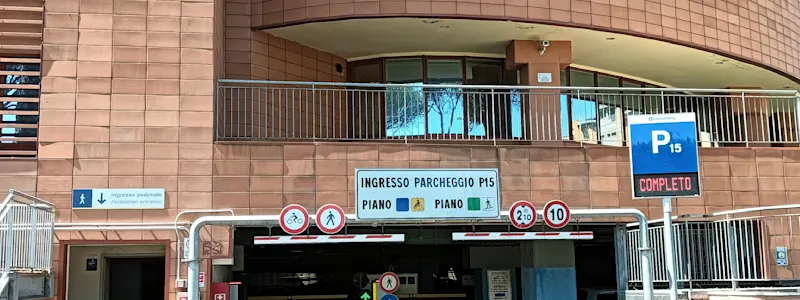 INGRESSO PARCHEGGIO P15
PIANO PIANO
ingresso pedonale
Pedestrian entrance
2,10
10
P15
COMPLETO